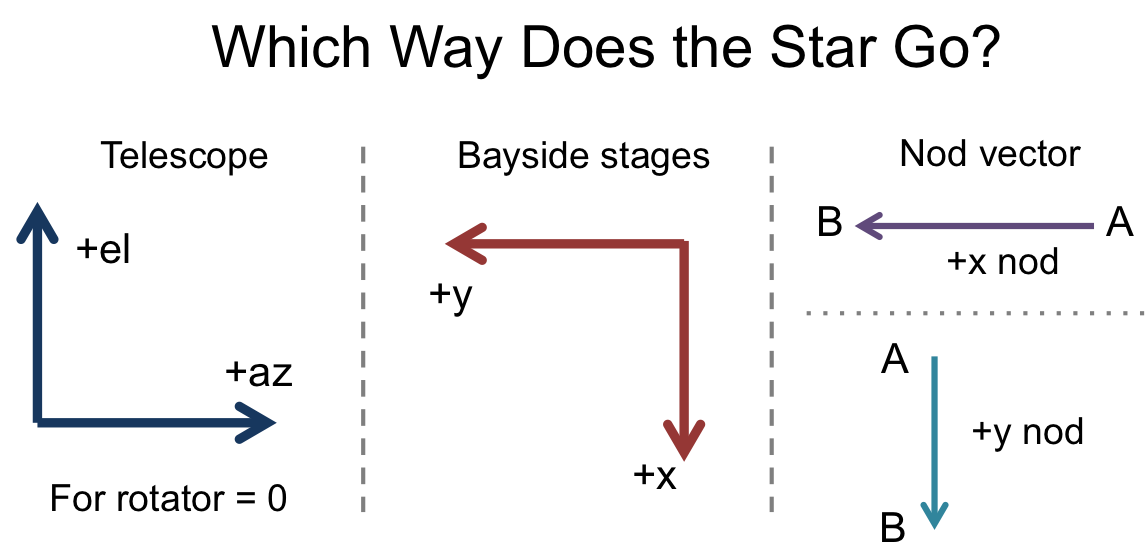 Which Way Does the Star Go?
Telescope
+el
+az
For rotator = 0
Bayside stages
+y
+x
Nod vector
B A
+x nod
A
+y nod
B